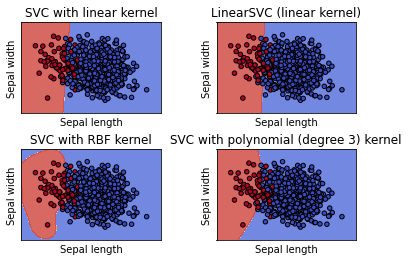 SVC with linear kernel
LinearSVC (linear kernel)
Sepal width
Sepal length
Sepal width
Sepal length
SVC with RBF kernel
SVC with polynomial (degree 3) kernel
Sepal width
Sepal length
Sepal width
Sepal length